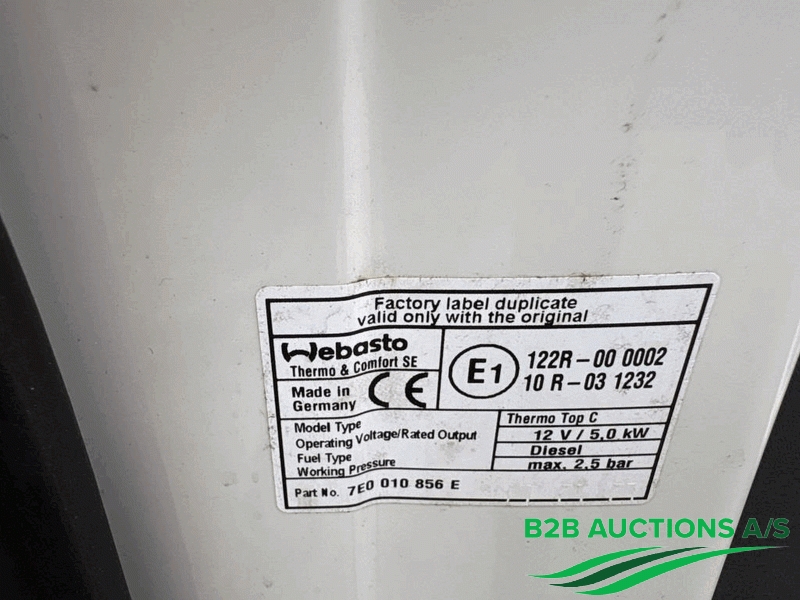 Factory label duplicate
valid only with the original
Webasto
Thermo & Comfort SE
Made in
Germany
CE
E1
122R-00 0002
10 R-03 1232
Model Type
Thermo Top C
Operating Voltage/Rated Output
12 V / 5,0 kW
Fuel Type
Diesel
Working Pressure
max. 2.5 bar
Part No. 7E0 010 856 E
B2B AUCTIONS A/S